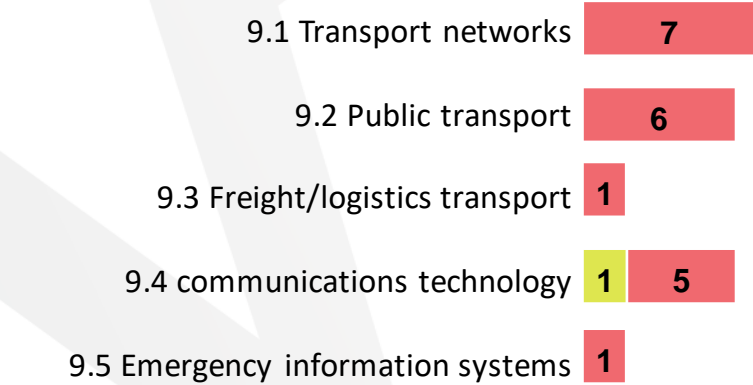 9.1 Transport networks 7
9.2 Public transport 6
9.3 Freight/logistics transport 1
9.4 communications technology 1 5
9.5 Emergency information systems 1